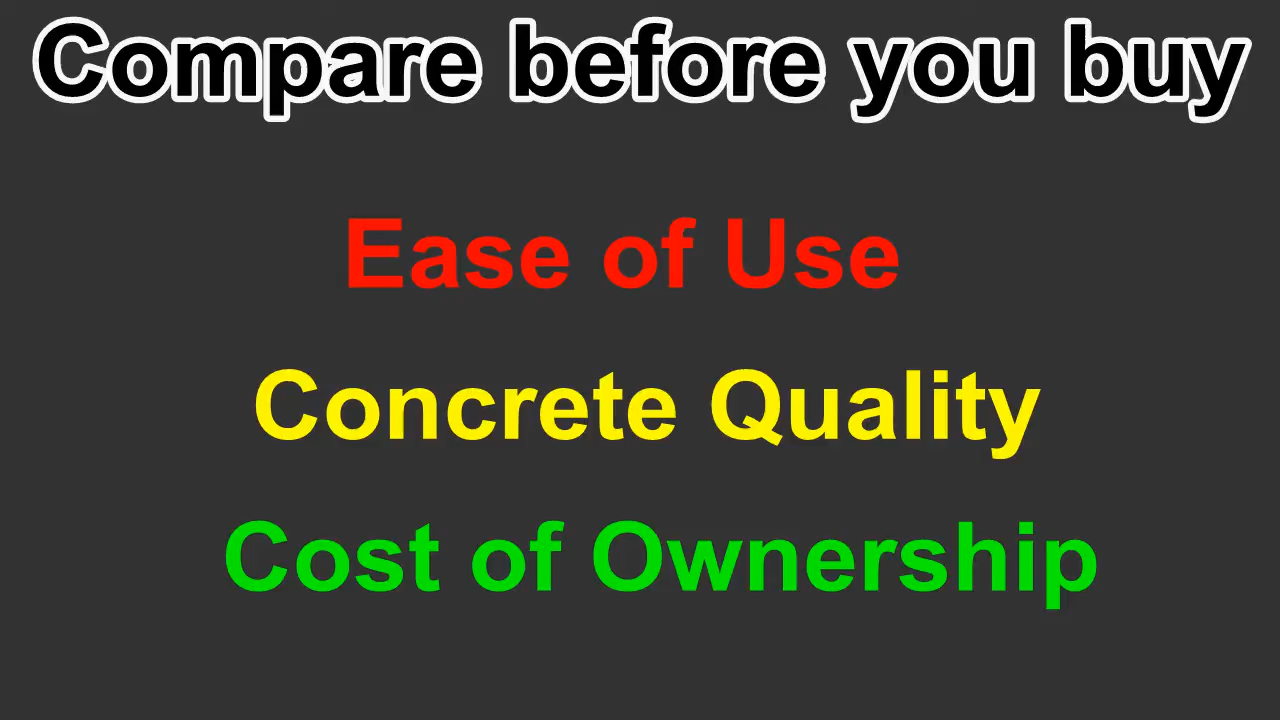 Compare before you buy
Ease of Use
Concrete Quality
Cost of Ownership